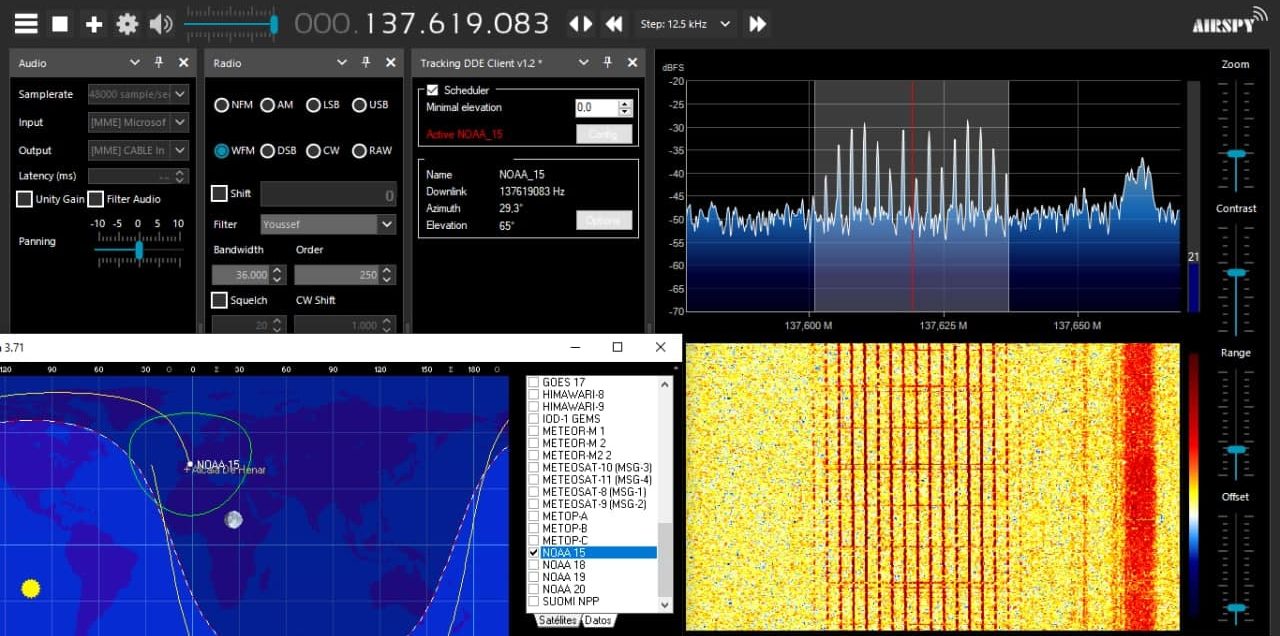 000.137.619.083
Step: 12.5 kHz
AIRSPY
Audio
Samplerate 48000 sample/sec
Input [MME] Microsof
Output [MME] CABLE In
Latency (ms) --
Unity Gain Filter Audio
-10 -5 0 5 10
Panning
Radio
NFM AM LSB USB
WFM DSB CW RAW
Shift 0
Filter Youssef
Bandwidth Order
36.000 250
Squelch CW Shift
20 1.000
Tracking DDE Client v1.2 *
Scheduler
Minimal elevation 0,0
Active NOAA_15 Config
Name NOAA_15
Downlink 137619083 Hz
Azimuth 29,3°
Elevation 65° Options
dBFS
-20
-25
-30
-35
-40
-45
-50
-55
-60
-65
-70
137,600 M 137,625 M 137,650 M
21
Zoom
Contrast
Range
Offset
3.71
120 90 60 30 O 0 E 30 60 90 120 150 E 180 O
NOAA 15
Alcala De Henar
GOES 17
HIMAWARI-8
HIMAWARI-9
IOD-1 GEMS
METEOR-M 1
METEOR-M 2
METEOR-M2 2
METEOSAT-10 (MSG-3)
METEOSAT-11 (MSG-4)
METEOSAT-8 (MSG-1)
METEOSAT-9 (MSG-2)
METOP-A
METOP-B
METOP-C
NOAA 15
NOAA 18
NOAA 19
NOAA 20
SUOMI NPP
Satélites Datos